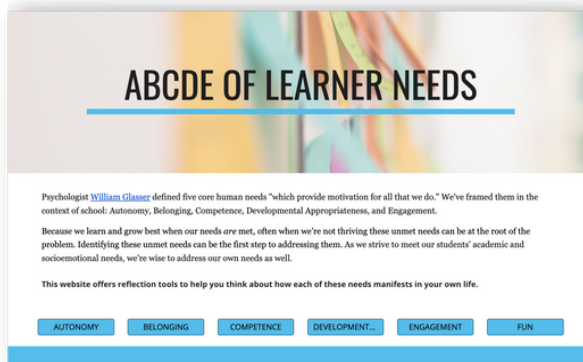 ABCDE OF LEARNER NEEDS
Psychologist William Glasser defined five core human needs "which provide motivation for all that we do." We've framed them in the
context of school: Autonomy, Belonging, Competence, Developmental Appropriateness, and Engagement.
Because we learn and grow best when our needs are met, often when we're not thriving these unmet needs can be at the root of the
problem. Identifying these unmet needs can be the first step to addressing them. As we strive to meet our students' academic and
socioemotional needs, we're wise to address our own needs as well.
This website offers reflection tools to help you think about how each of these needs manifests in your own life.
AUTONOMY BELONGING COMPETENCE DEVELOPMENT... ENGAGEMENT FUN